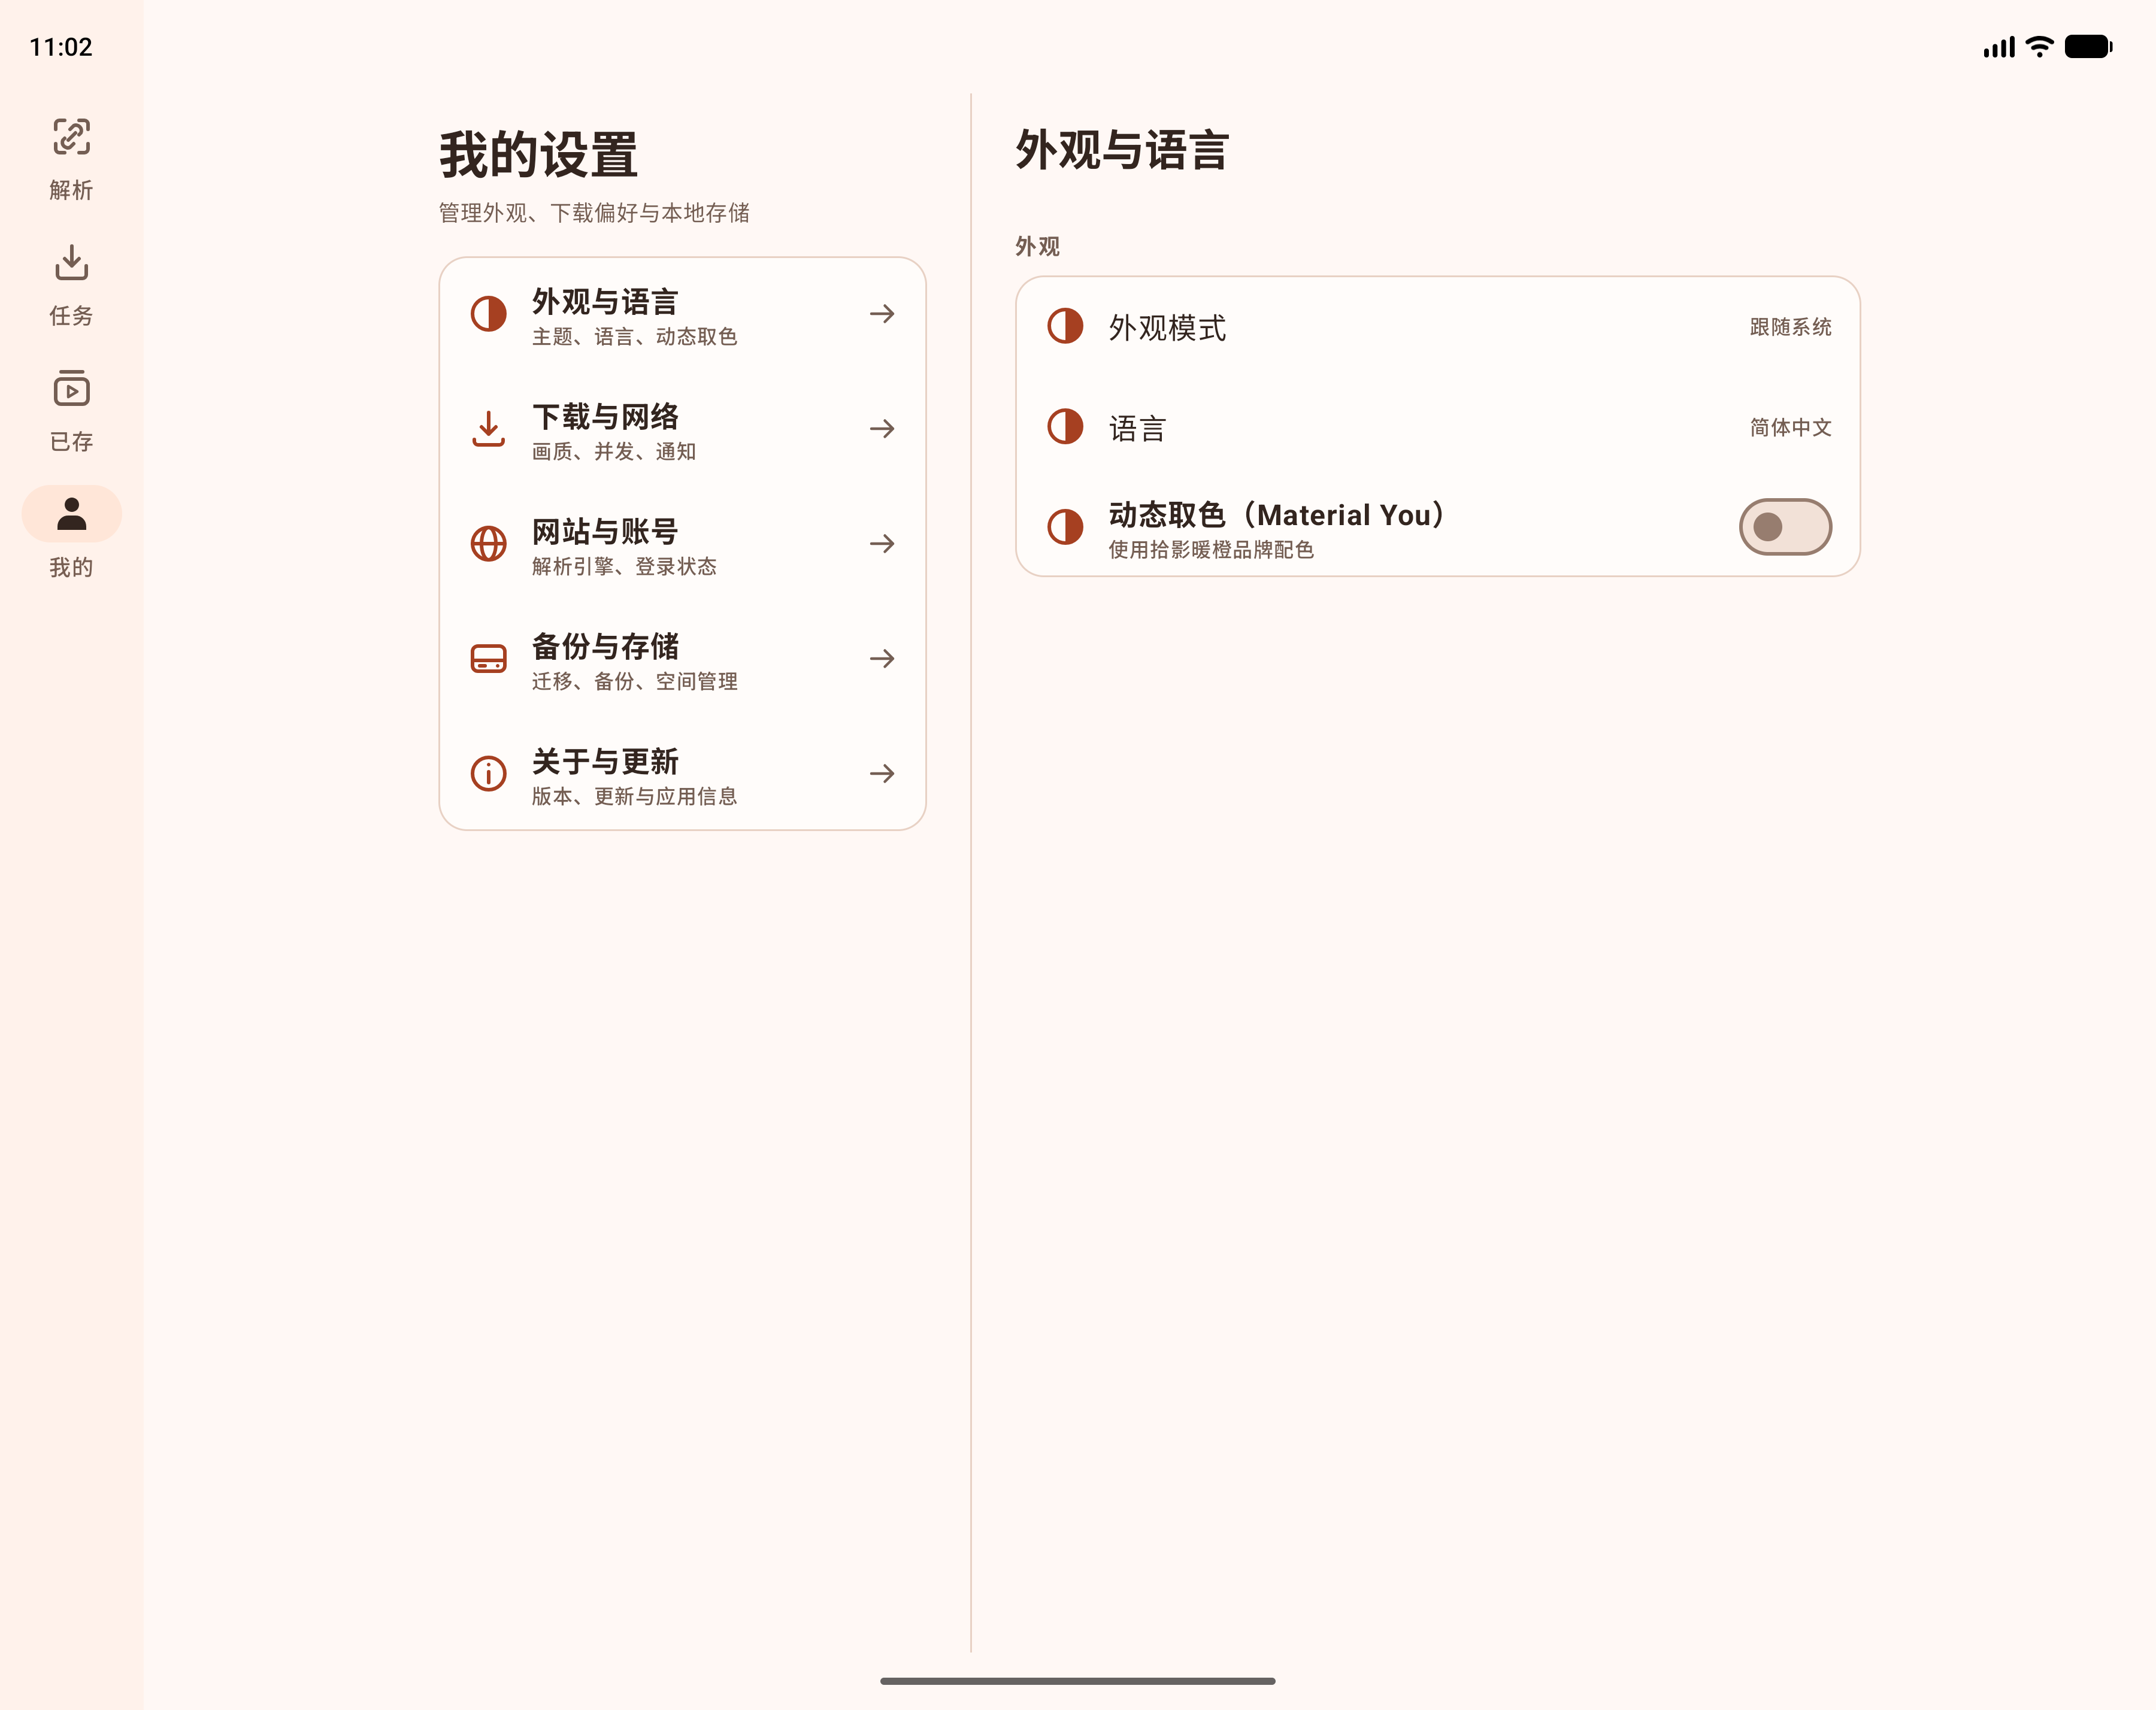 11:02
解析
任务
已存
我的
我的设置
管理外观、下载偏好与本地存储
外观与语言
主题、语言、动态取色
下载与网络
画质、并发、通知
网站与账号
解析引擎、登录状态
备份与存储
迁移、备份、空间管理
关于与更新
版本、更新与应用信息
外观与语言
外观
外观模式
跟随系统
语言
简体中文
动态取色（Material You）
使用拾影暖橙品牌配色